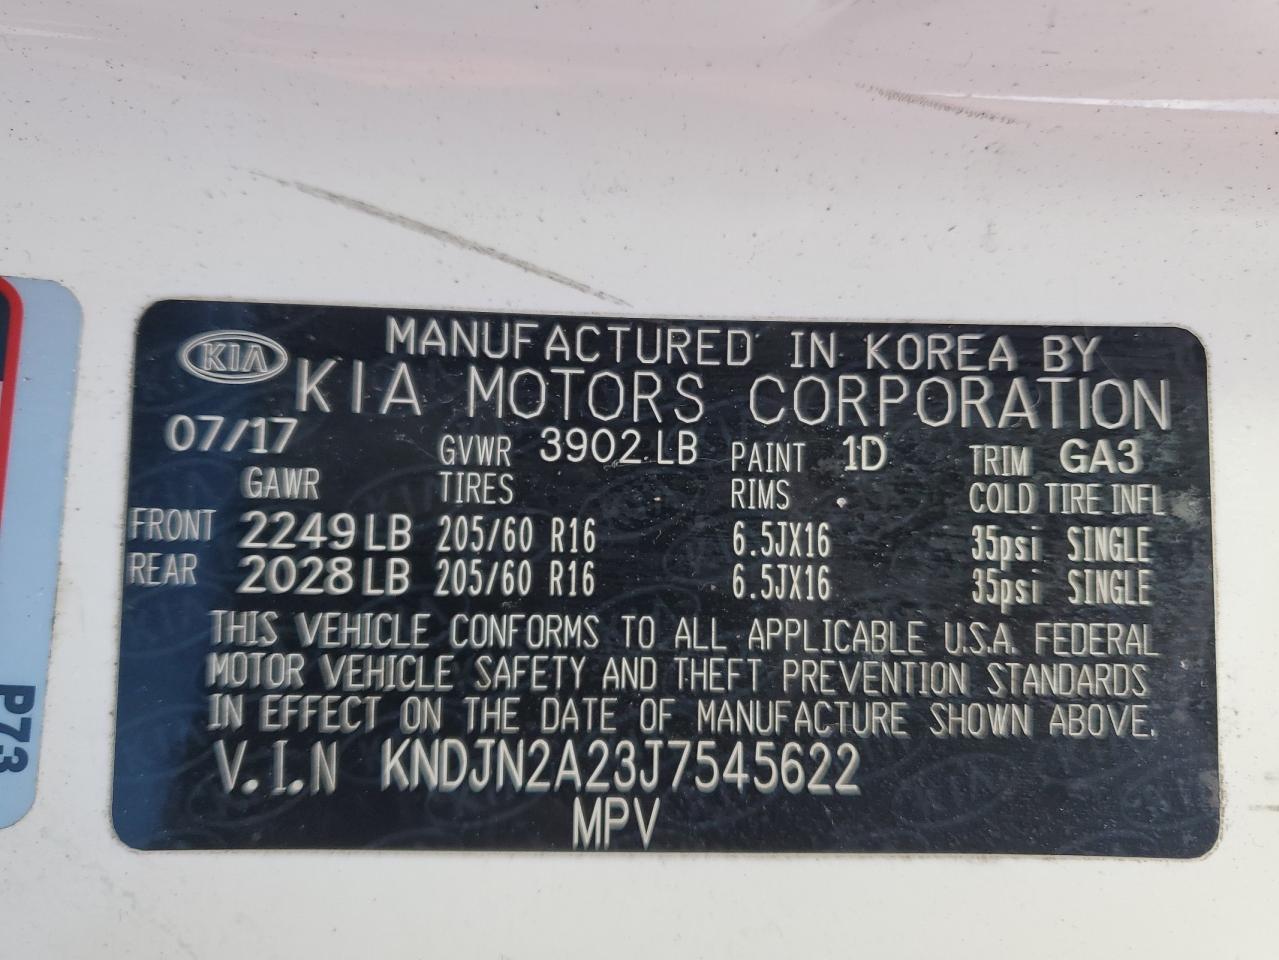 KIA
MANUFACTURED IN KOREA BY
KIA MOTORS CORPORATION
07/17 GVWR 3902 LB PAINT 1D TRIM GA3
GAWR TIRES RIMS COLD TIRE INFL
FRONT 2249 LB 205/60 R16 6.5JX16 35psi SINGLE
REAR 2028 LB 205/60 R16 6.5JX16 35psi SINGLE
THIS VEHICLE CONFORMS TO ALL APPLICABLE U.S.A. FEDERAL
MOTOR VEHICLE SAFETY AND THEFT PREVENTION STANDARDS
IN EFFECT ON THE DATE OF MANUFACTURE SHOWN ABOVE.
V.I.N KNDJN2A23J7545622
MPV
P73